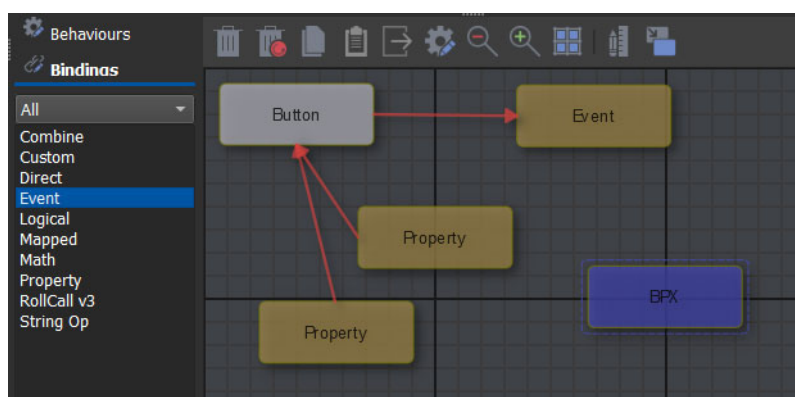 Behaviours
Bindings
All
Combine
Custom
Direct
Event
Logical
Mapped
Math
Property
RollCall v3
String Op
Button
Event
Property
BPX
Property